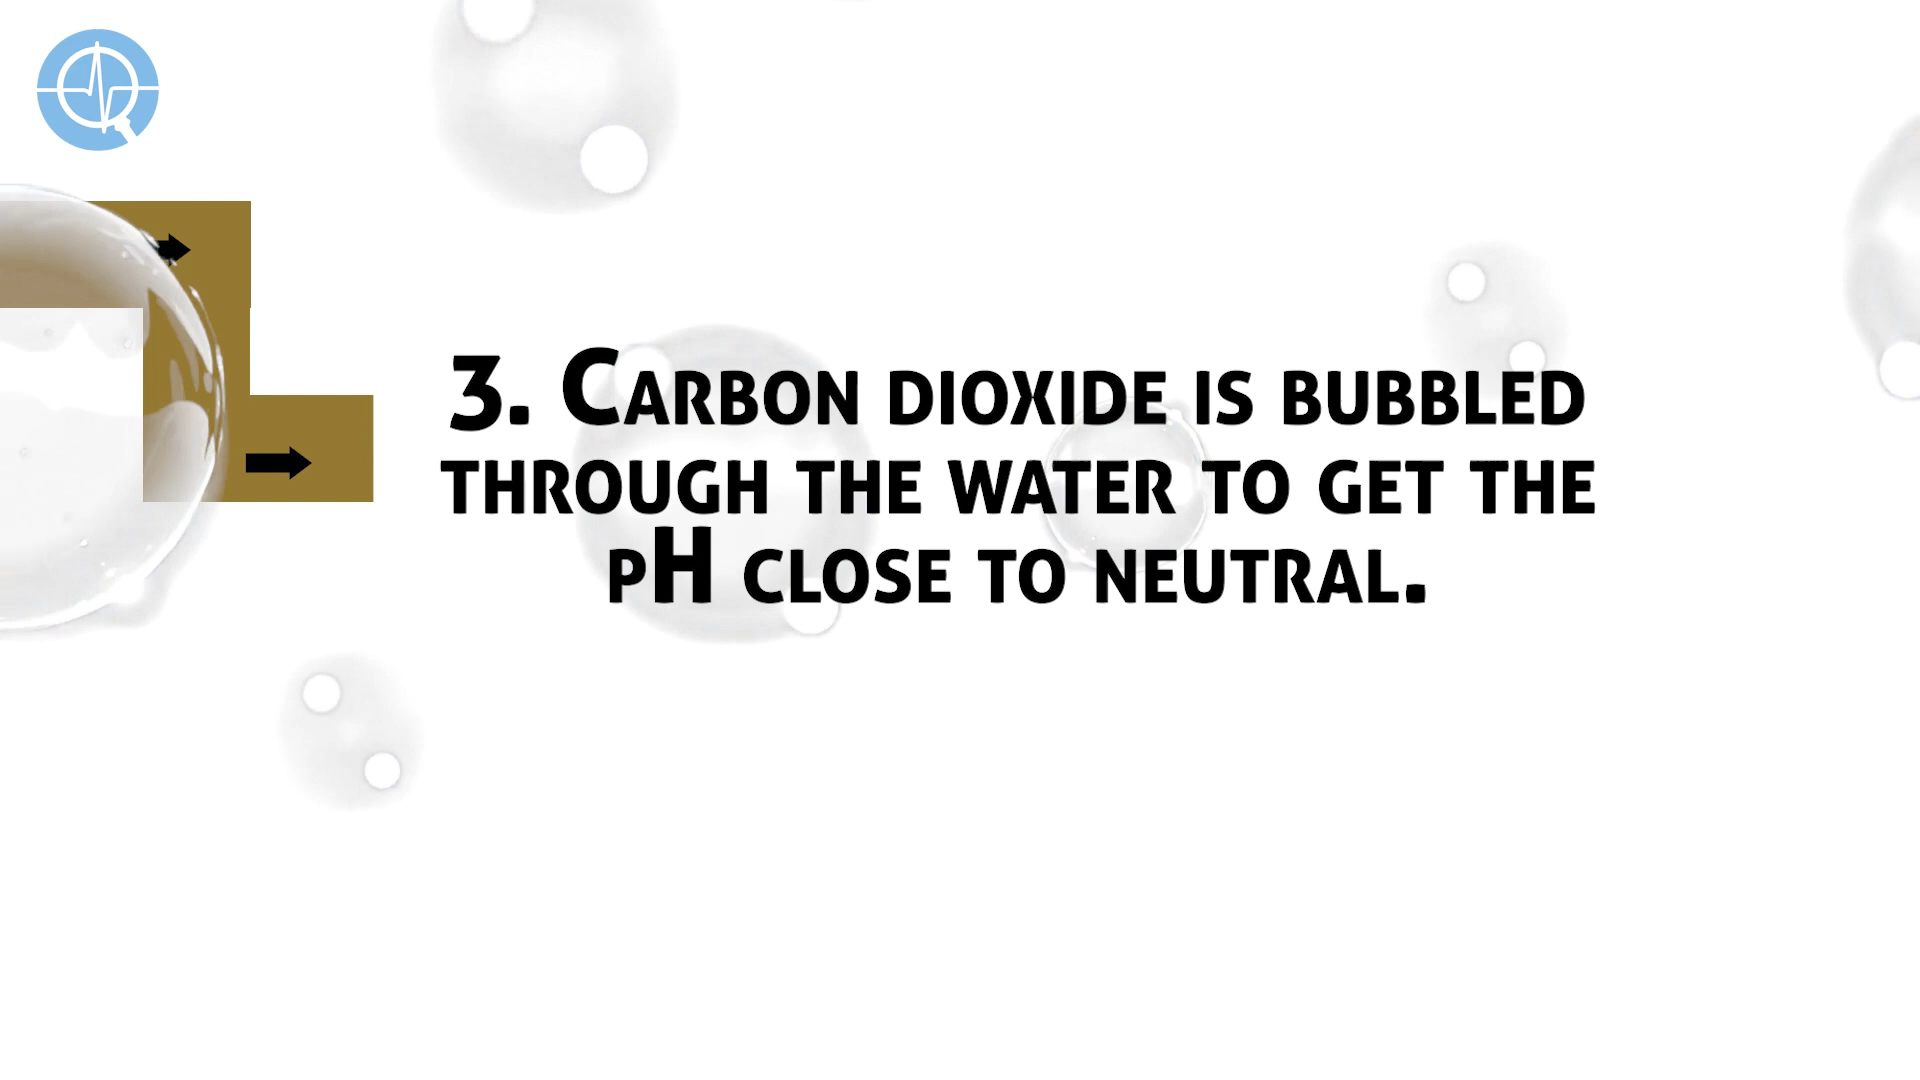 3. Carbon dioxide is bubbled
through the water to get the
pH close to neutral.